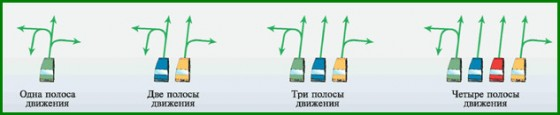 Одна полоса
движения
Две полосы
движения
Три полосы
движения
Четыре полосы
движения